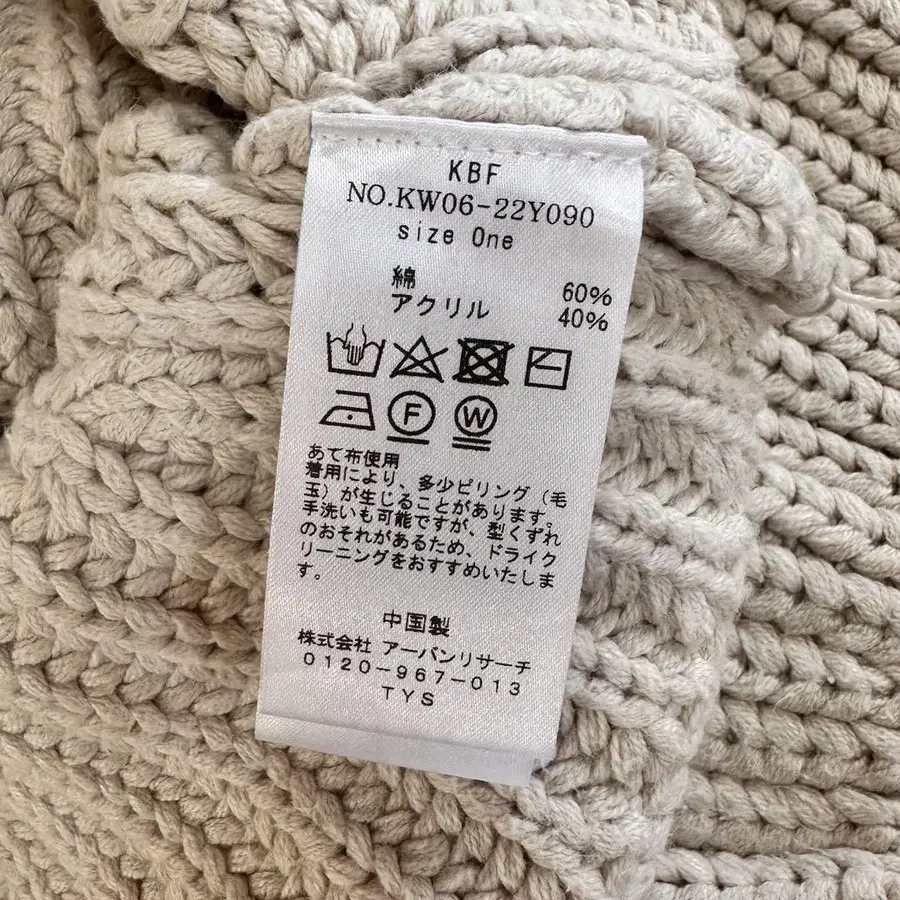 KBF
NO.KW06-22Y090
size One
綿 60%
アクリル 40%
F W
あて布使用
着用により、多少ピリング（毛
玉）が生じることがあります。
手洗いも可能ですが、型くずれ
のおそれがあるため、ドライク
リーニングをおすすめいたしま
す。
中国製
株式会社 アーバンリサーチ
0120-967-013
TYS